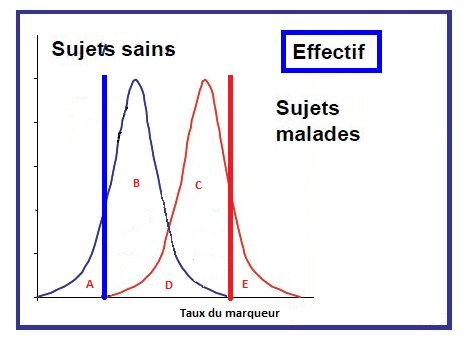 Sujets sains
Effectif
Sujets
malades
B
C
A
D
E
Taux du marqueur